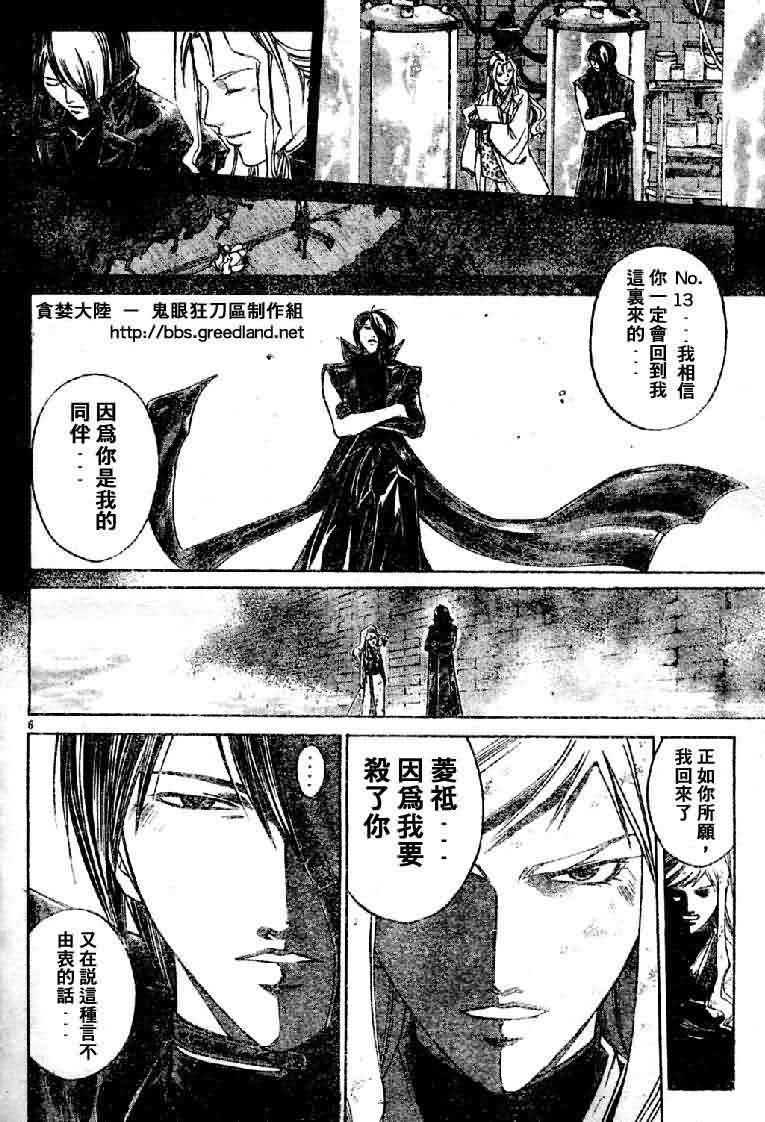 No.
13...我相信
你一定會回到我
這裏來的...
貪婪大陸 － 鬼眼狂刀區制作組
http://bbs.greedland.net
因爲你是我的
同伴...
6
正如你所願，
我回來了
菱祇...
因爲我要
殺了你
....
又在説這種言不
由衷的話...